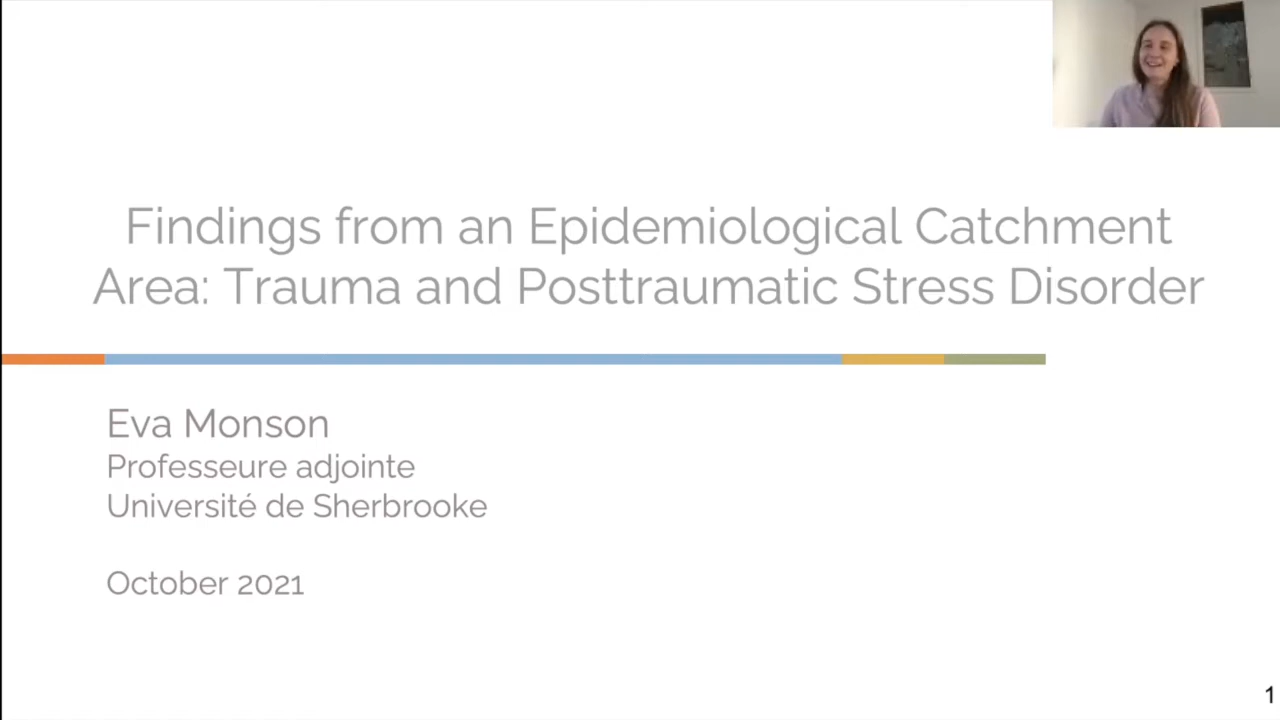 Findings from an Epidemiological Catchment
Area: Trauma and Posttraumatic Stress Disorder
Eva Monson
Professeure adjointe
Université de Sherbrooke
October 2021
1